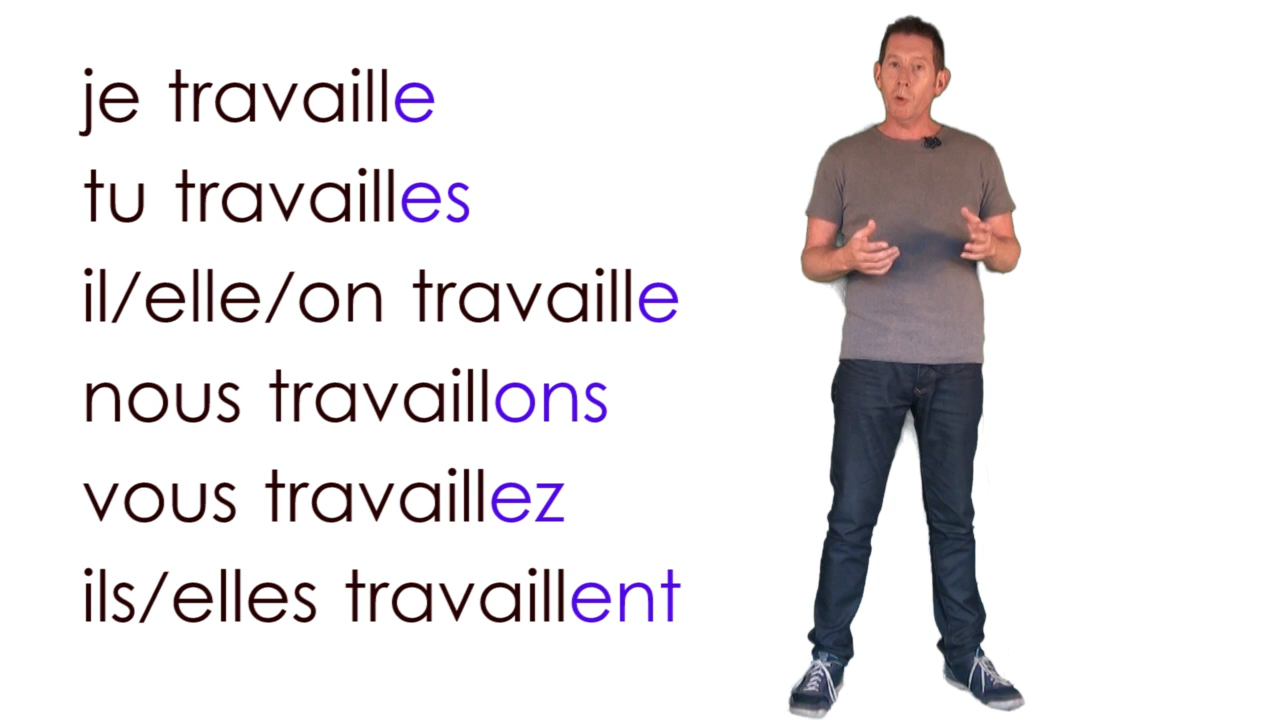 je travaille
tu travailles
il/elle/on travaille
nous travaillons
vous travaillez
ils/elles travaillent